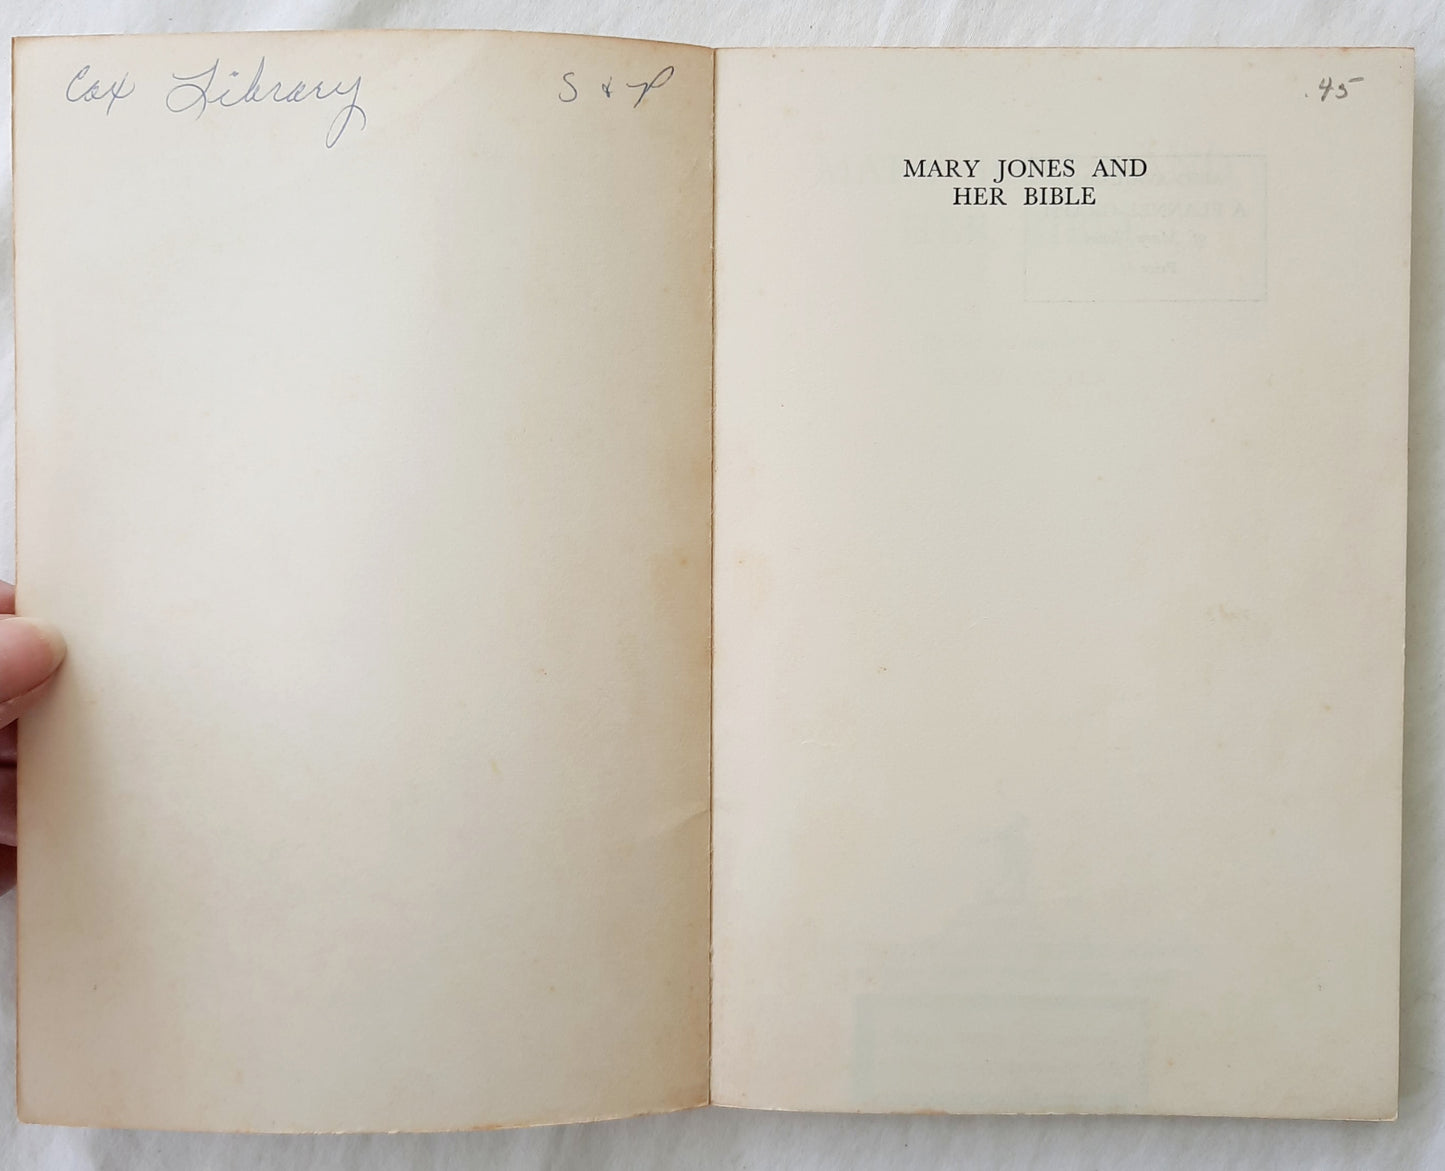 Cox Library S & P
.45
MARY JONES AND
HER BIBLE